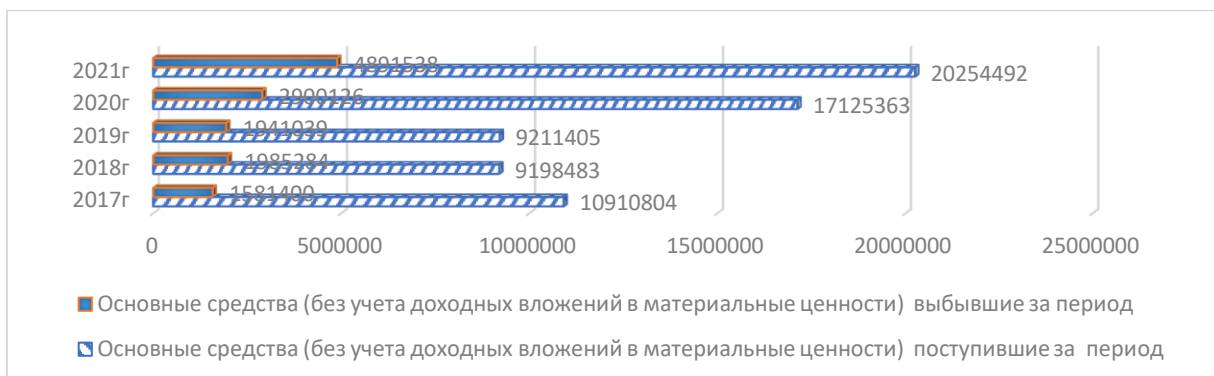 2021г 4891538 20254492
2020г 2900126 17125363
2019г 1941039 9211405
2018г 1985284 9198483
2017г 1581400 10910804
0 5000000 10000000 15000000 20000000 25000000
Основные средства (без учета доходных вложений в материальные ценности) выбывшие за период
Основные средства (без учета доходных вложений в материальные ценности) поступившие за период